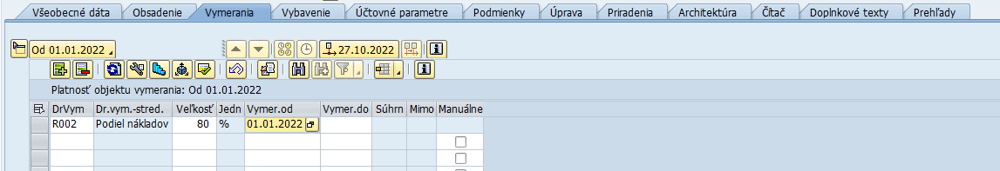 Všeobecné dáta Obsadenie Vymerania Vybavenie Účtovné parametre Podmienky Úprava Priradenia Architektúra Čítač Doplnkové texty Prehľady
Od 01.01.2022 27.10.2022
Platnosť objektu vymerania: Od 01.01.2022
DrVym Dr.vym.-stred. Veľkosť Jedn Vymer.od Vymer.do Súhrn Mimo Manuálne
R002 Podiel nákladov 80 % 01.01.2022